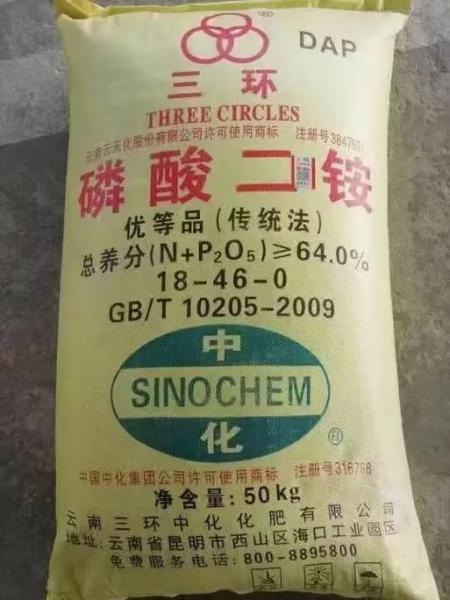 ®
DAP
三环
THREE CIRCLES
云南云天化股份有限公司许可使用商标 注册号3847968
磷酸二铵
优等品(传统法)
总养分(N+P₂O₅)≥64.0%
18-46-0
GB/T 10205-2009
中
SINOCHEM
化
®
中国中化集团公司许可使用商标 注册号316798
净含量:50kg
云南三环中化化肥有限公司
地址:云南省昆明市西山区海口工业园区
免费服务电话:800-8895800